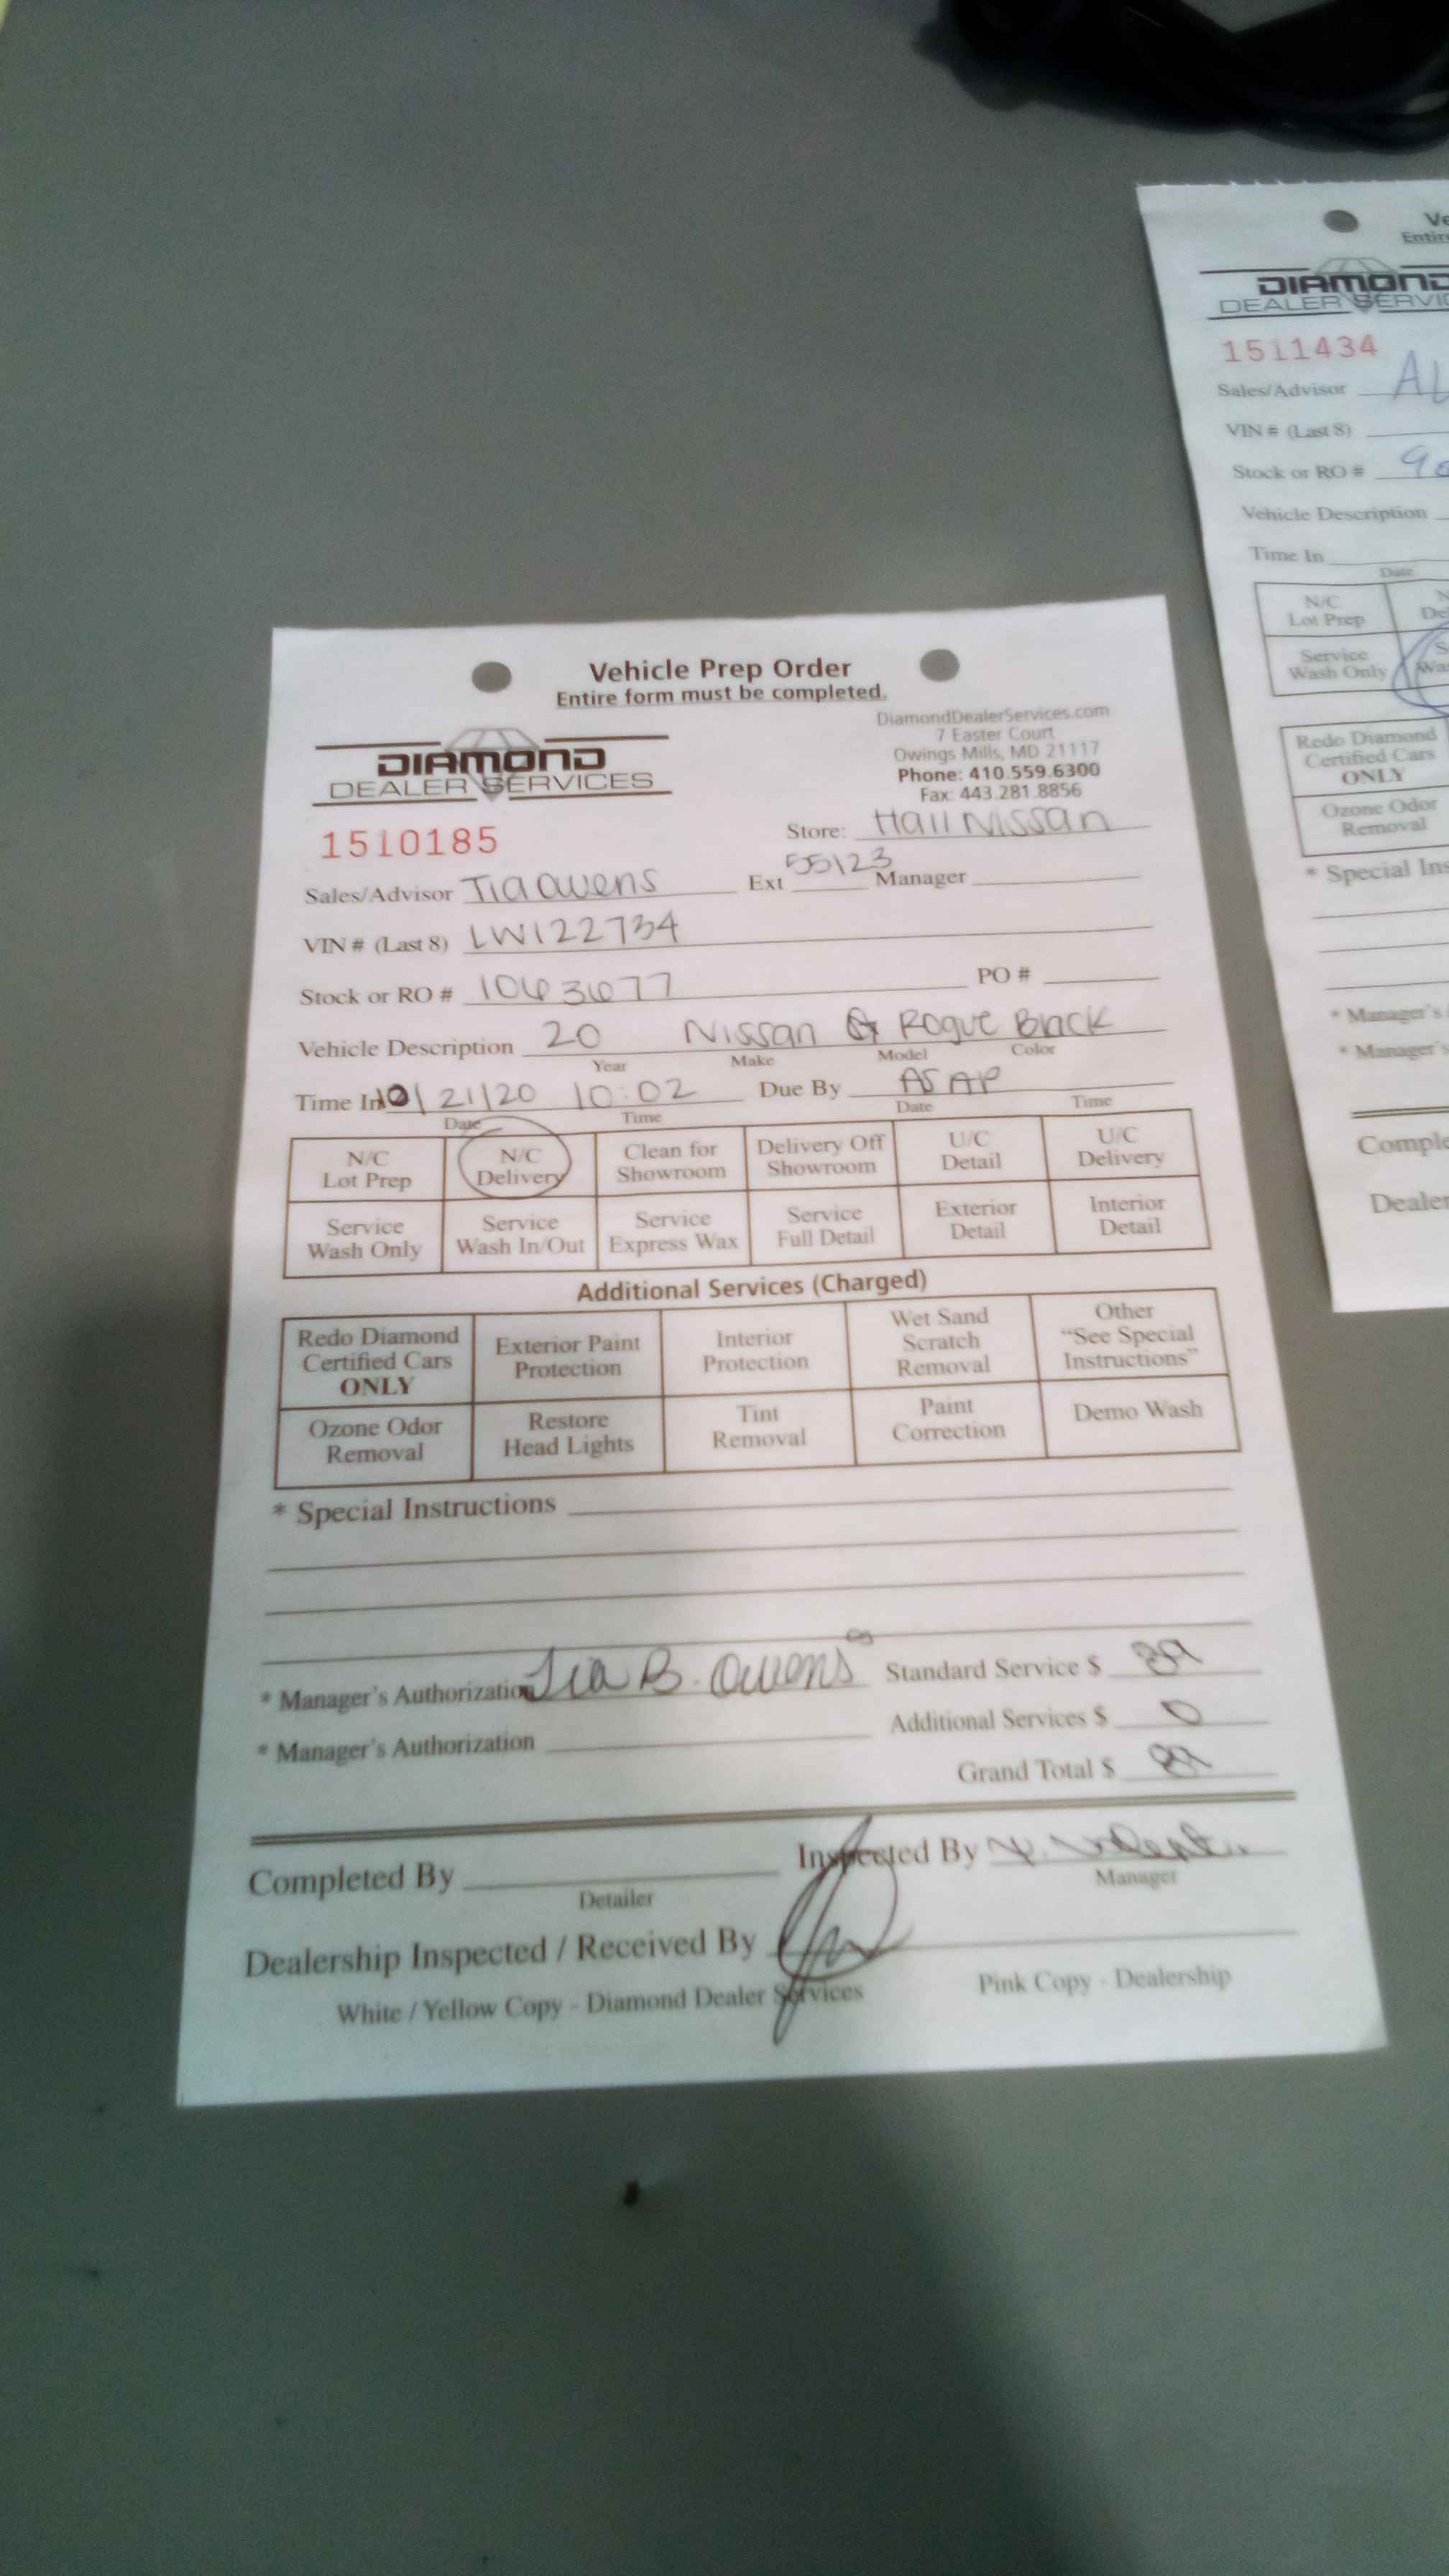 Vehicle Prep Order
Entire form must be completed.
DIAMOND
DEALER SERVICES
DiamondDealerServices.com
7 Easter Court
Owings Mills, MD 21117
Phone: 410.559.6300
Fax: 443.281.8856
1510185
Store: Hall Nissan
Sales/Advisor Tia Owens Ext 55123 Manager
VIN # (Last 8) LW122734
Stock or RO # 1063677 PO #
Vehicle Description 20 Nissan Rogue Black
Year Make Model Color
Time In 10/21/20 10:02 Due By ASAP
Date Time Date Time
N/C Lot Prep N/C Delivery Clean for Showroom Delivery Off Showroom U/C Detail U/C Delivery
Service Wash Only Service Wash In/Out Service Express Wax Service Full Detail Exterior Detail Interior Detail
Additional Services (Charged)
Redo Diamond Certified Cars ONLY Exterior Paint Protection Interior Protection Wet Sand Scratch Removal Other "See Special Instructions"
Ozone Odor Removal Restore Head Lights Tint Removal Paint Correction Demo Wash
* Special Instructions
* Manager's Authorization Tia B. Owens Standard Service $
* Manager's Authorization Additional Services $ 0
Grand Total $
Completed By Inspected By
Detailer Manager
Dealership Inspected / Received By
White / Yellow Copy - Diamond Dealer Services Pink Copy - Dealership
DIAMOND
DEALER
1511434
Sales/Advisor
VIN # (Last 8)
Stock or RO #
Vehicle Description
Time In
Date
N/C Lot Prep
Service Wash Only
Redo Diamond Certified Cars ONLY
Ozone Odor Removal
* Special
* Manager's
* Manager's